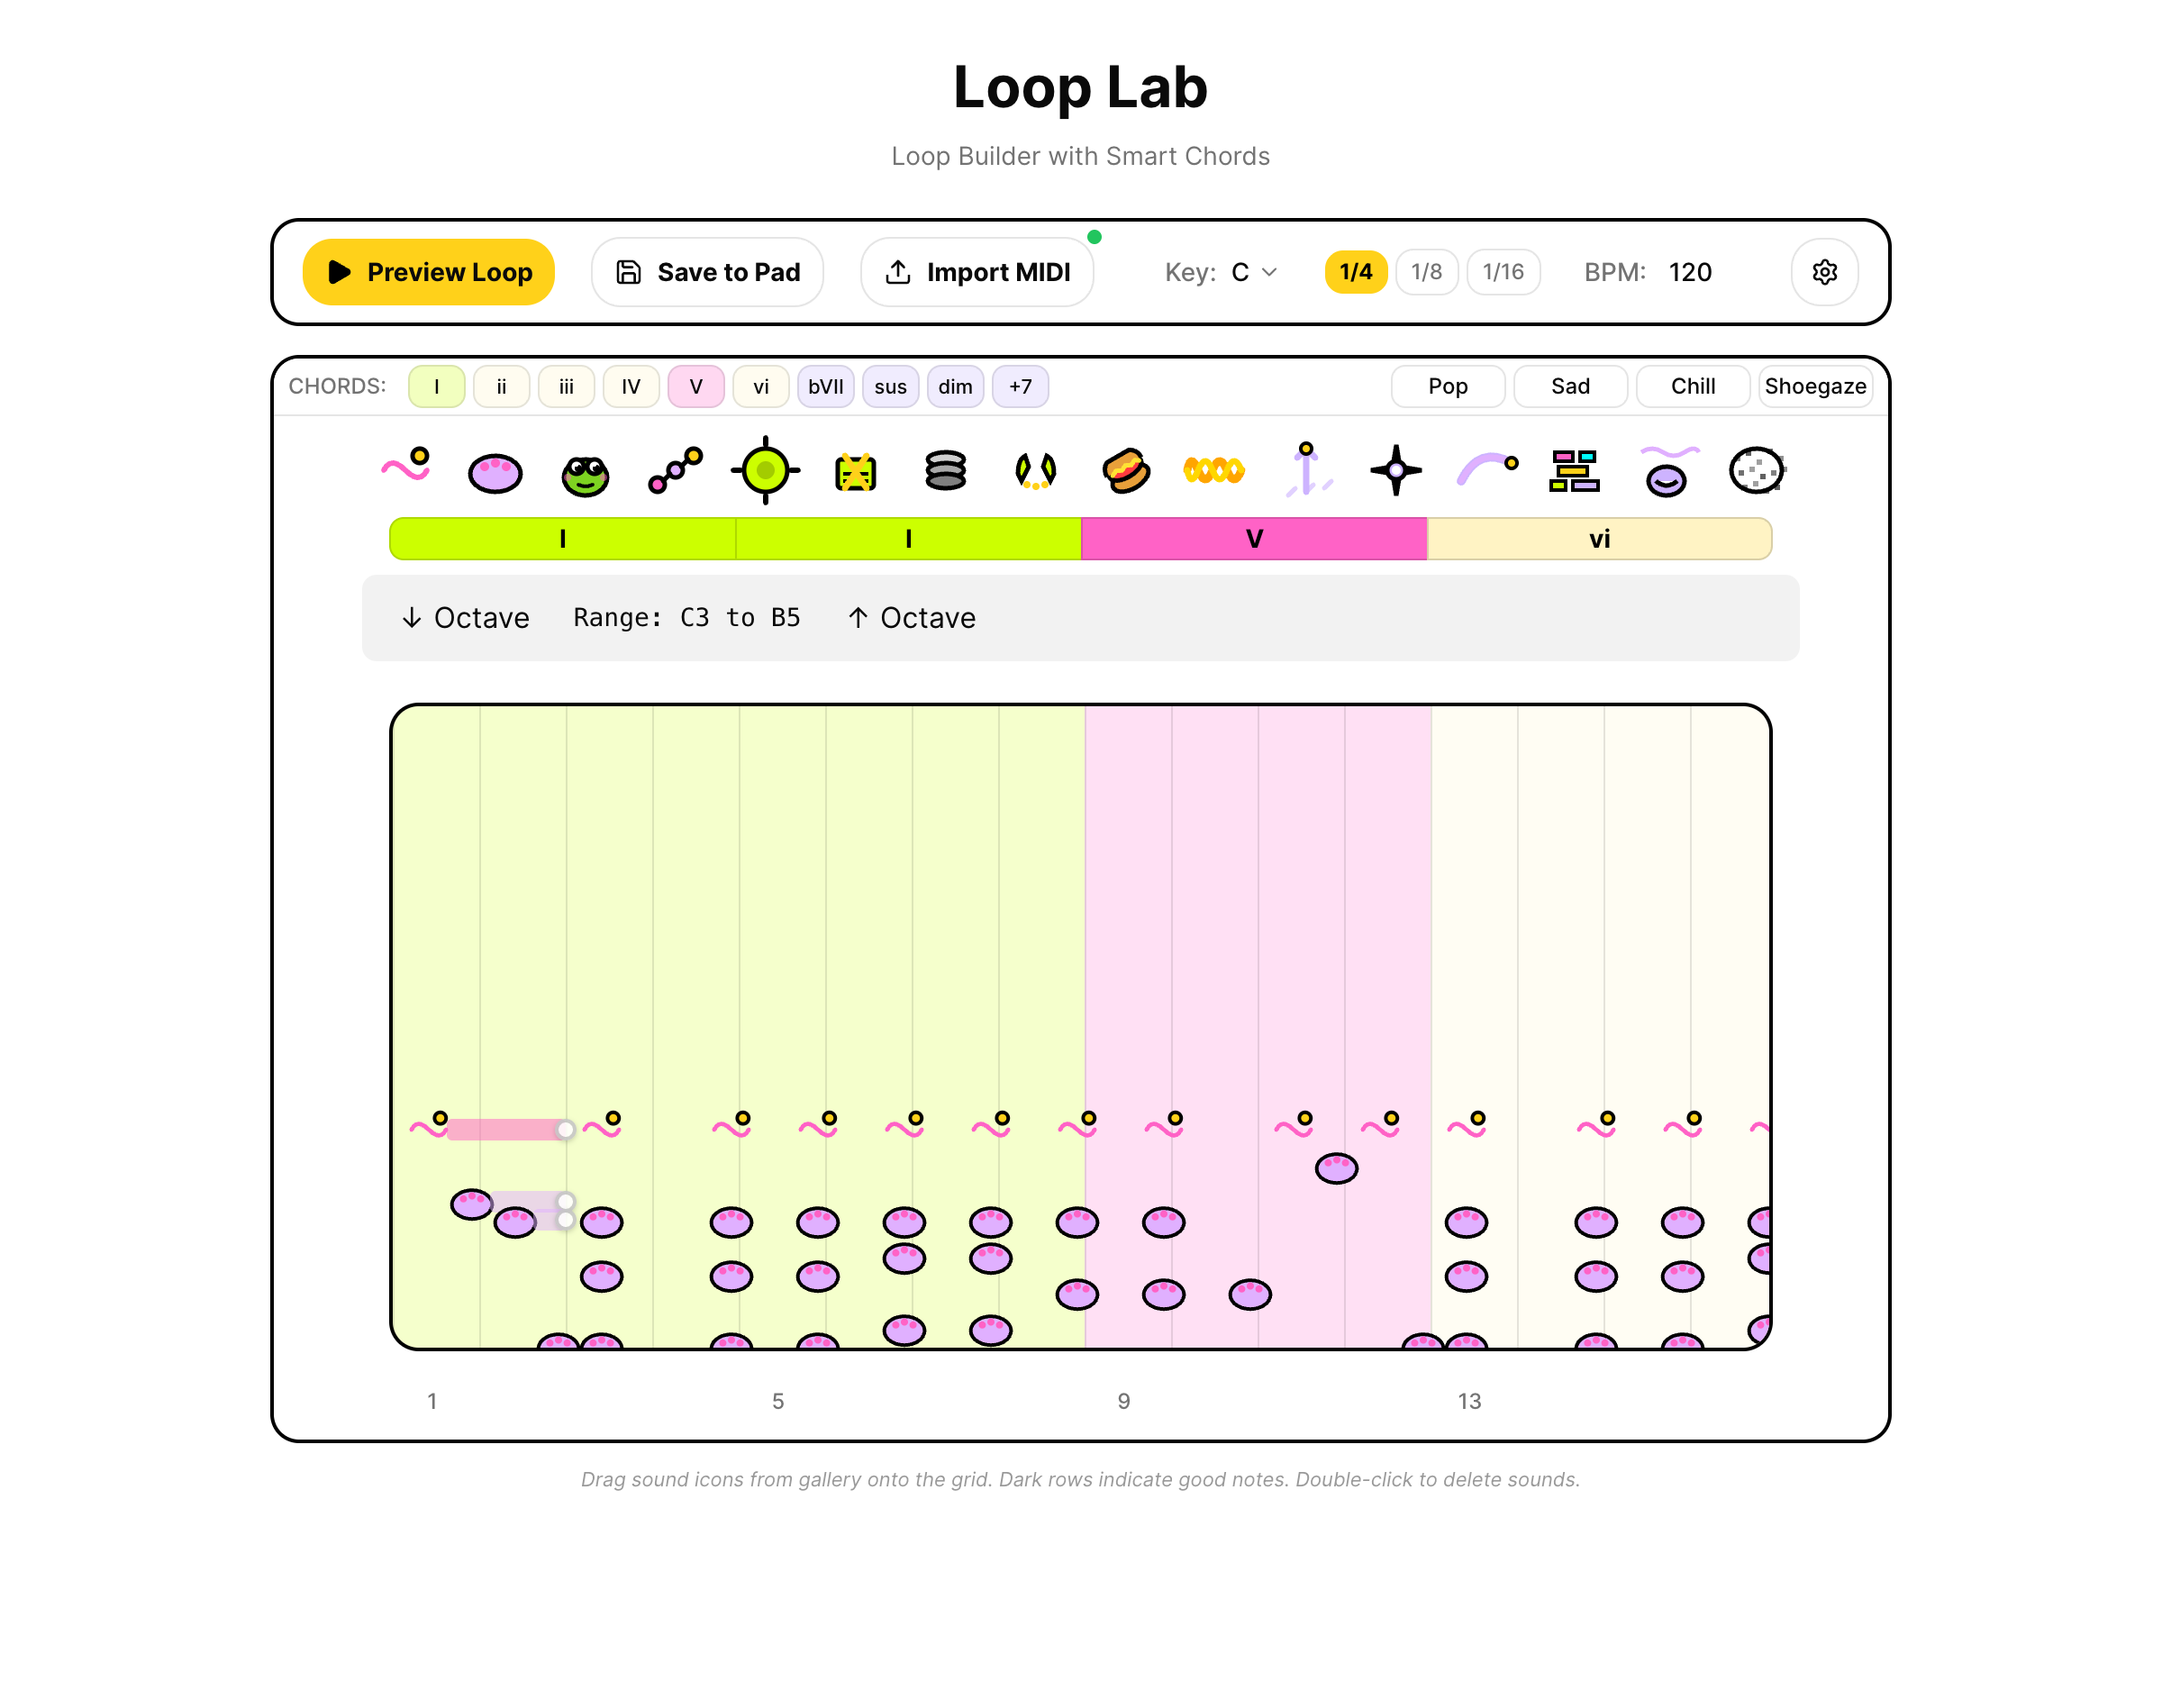 Loop Lab
Loop Builder with Smart Chords
Preview Loop Save to Pad Import MIDI Key: C 1/4 1/8 1/16 BPM: 120
CHORDS: I ii iii IV V vi bVII sus dim +7 Pop Sad Chill Shoegaze
I I V vi
↓ Octave Range: C3 to B5 ↑ Octave
1 5 9 13
Drag sound icons from gallery onto the grid. Dark rows indicate good notes. Double-click to delete sounds.